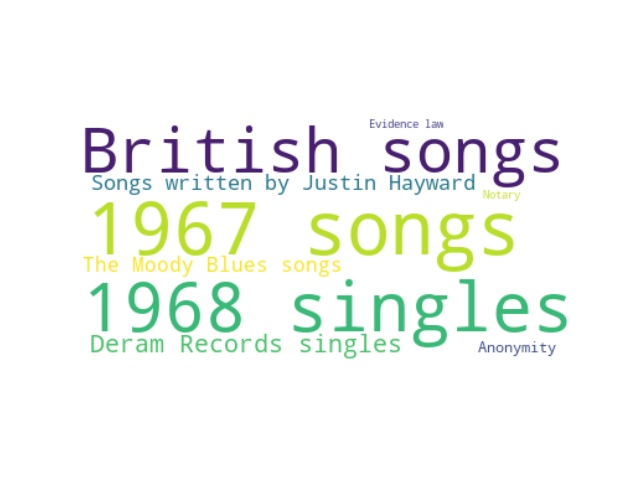 Evidence law
British songs
Songs written by Justin Hayward
Notary
1967 songs
The Moody Blues songs
1968 singles
Deram Records singles
Anonymity